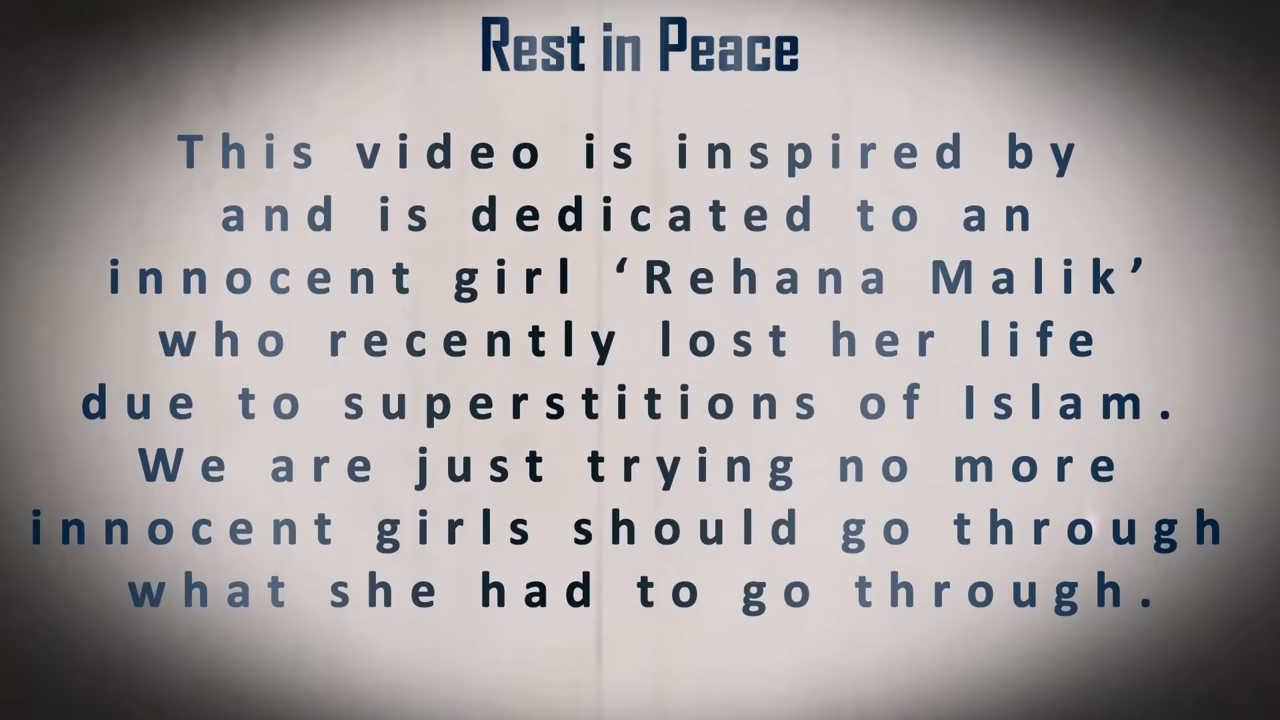 Rest in Peace
This video is inspired by
and is dedicated to an
innocent girl ‘Rehana Malik’
who recently lost her life
due to superstitions of Islam.
We are just trying no more
innocent girls should go through
what she had to go through.